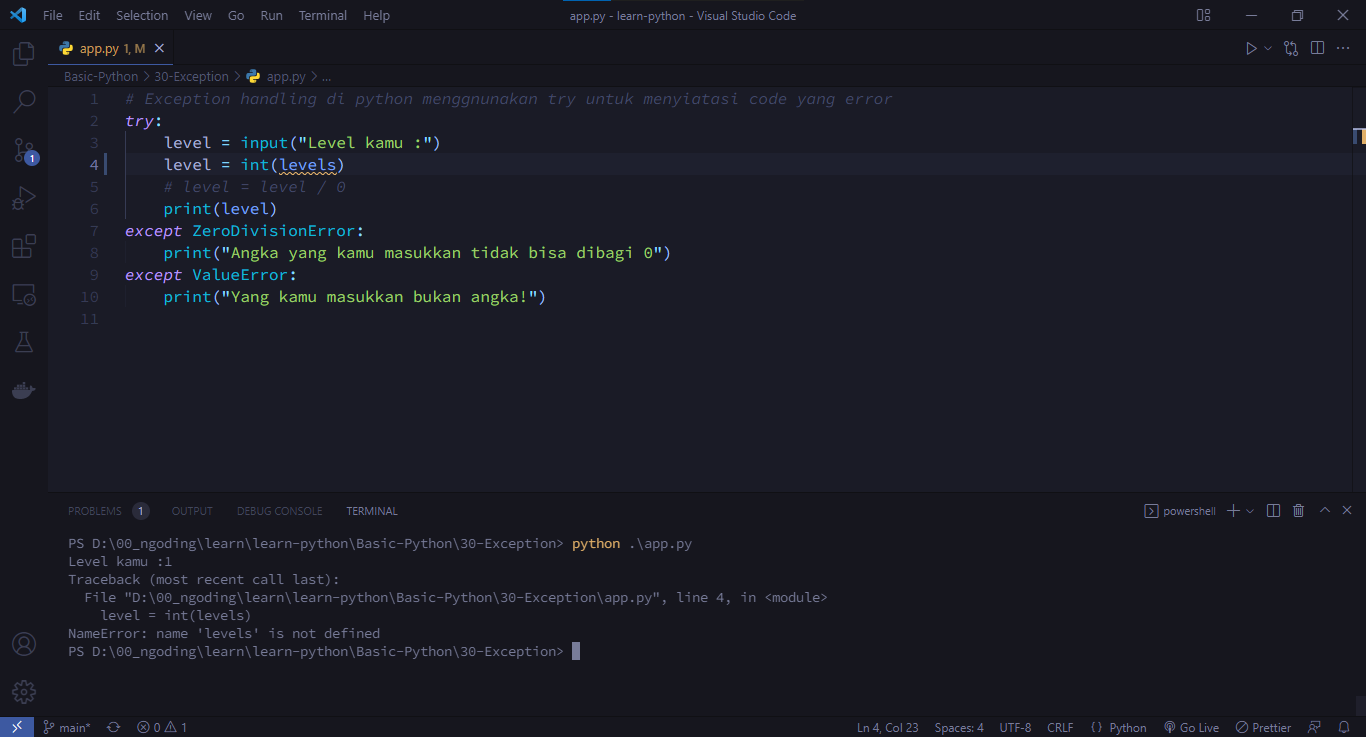 File Edit Selection View Go Run Terminal Help app.py - learn-python - Visual Studio Code
app.py 1, M
Basic-Python > 30-Exception > app.py > ...
1 # Exception handling di python menggnunakan try untuk menyiatasi code yang error
2 try:
3 level = input("Level kamu :")
4 level = int(levels)
5 # level = level / 0
6 print(level)
7 except ZeroDivisionError:
8 print("Angka yang kamu masukkan tidak bisa dibagi 0")
9 except ValueError:
10 print("Yang kamu masukkan bukan angka!")
11
1
PROBLEMS 1 OUTPUT DEBUG CONSOLE TERMINAL powershell
PS D:\00_ngoding\learn\learn-python\Basic-Python\30-Exception> python .\app.py
Level kamu :1
Traceback (most recent call last):
File "D:\00_ngoding\learn\learn-python\Basic-Python\30-Exception\app.py", line 4, in <module>
level = int(levels)
NameError: name 'levels' is not defined
PS D:\00_ngoding\learn\learn-python\Basic-Python\30-Exception>
main* 0 1 Ln 4, Col 23 Spaces: 4 UTF-8 CRLF {} Python Go Live Prettier